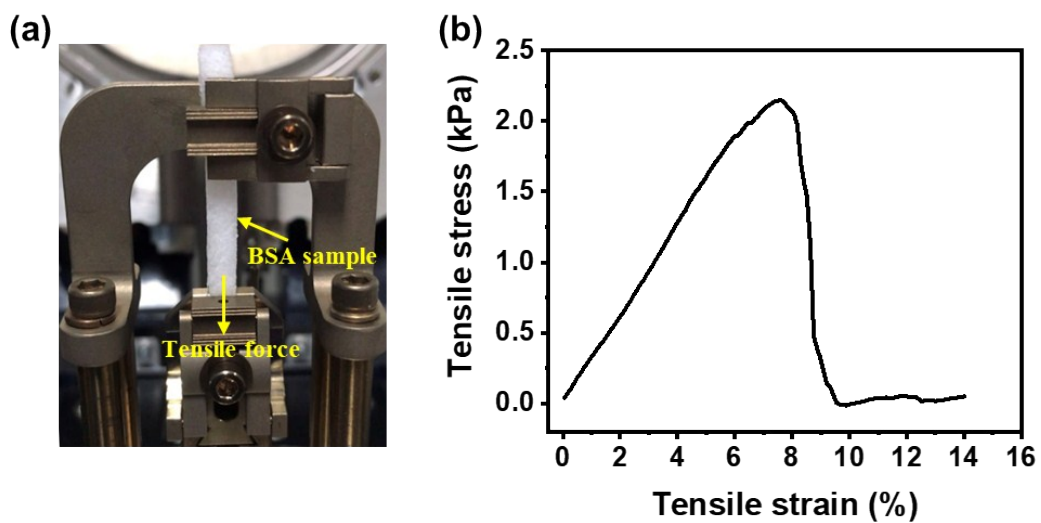 (a)
BSA sample
Tensile force
(b)
Tensile stress (kPa)
2.5
2.0
1.5
1.0
0.5
0.0
0 2 4 6 8 10 12 14 16
Tensile strain (%)